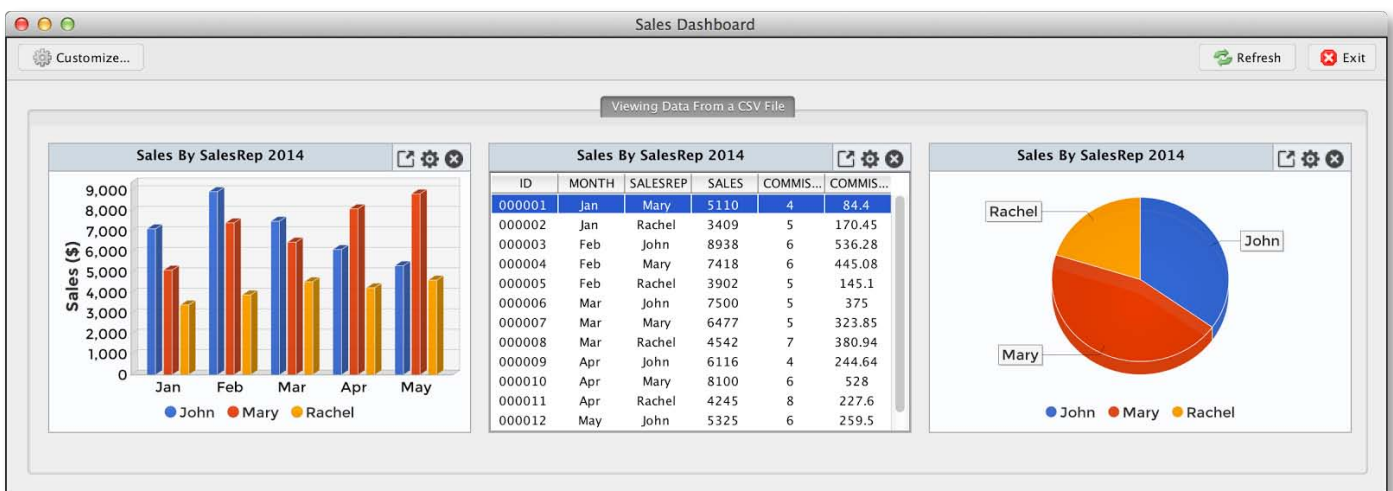 Sales Dashboard
Customize...
Refresh
Exit
Viewing Data From a CSV File
Sales By SalesRep 2014
9,000
8,000
7,000
6,000
5,000
4,000
3,000
2,000
1,000
0
Sales ($)
Jan Feb Mar Apr May
John Mary Rachel
Sales By SalesRep 2014
ID MONTH SALESREP SALES COMMIS... COMMIS...
000001 Jan Mary 5110 4 84.4
000002 Jan Rachel 3409 5 170.45
000003 Feb John 8938 6 536.28
000004 Feb Mary 7418 6 445.08
000005 Feb Rachel 3902 5 145.1
000006 Mar John 7500 5 375
000007 Mar Mary 6477 5 323.85
000008 Mar Rachel 4542 7 380.94
000009 Apr John 6116 4 244.64
000010 Apr Mary 8100 6 528
000011 Apr Rachel 4245 8 227.6
000012 May John 5325 6 259.5
Sales By SalesRep 2014
Rachel
John
Mary
John Mary Rachel